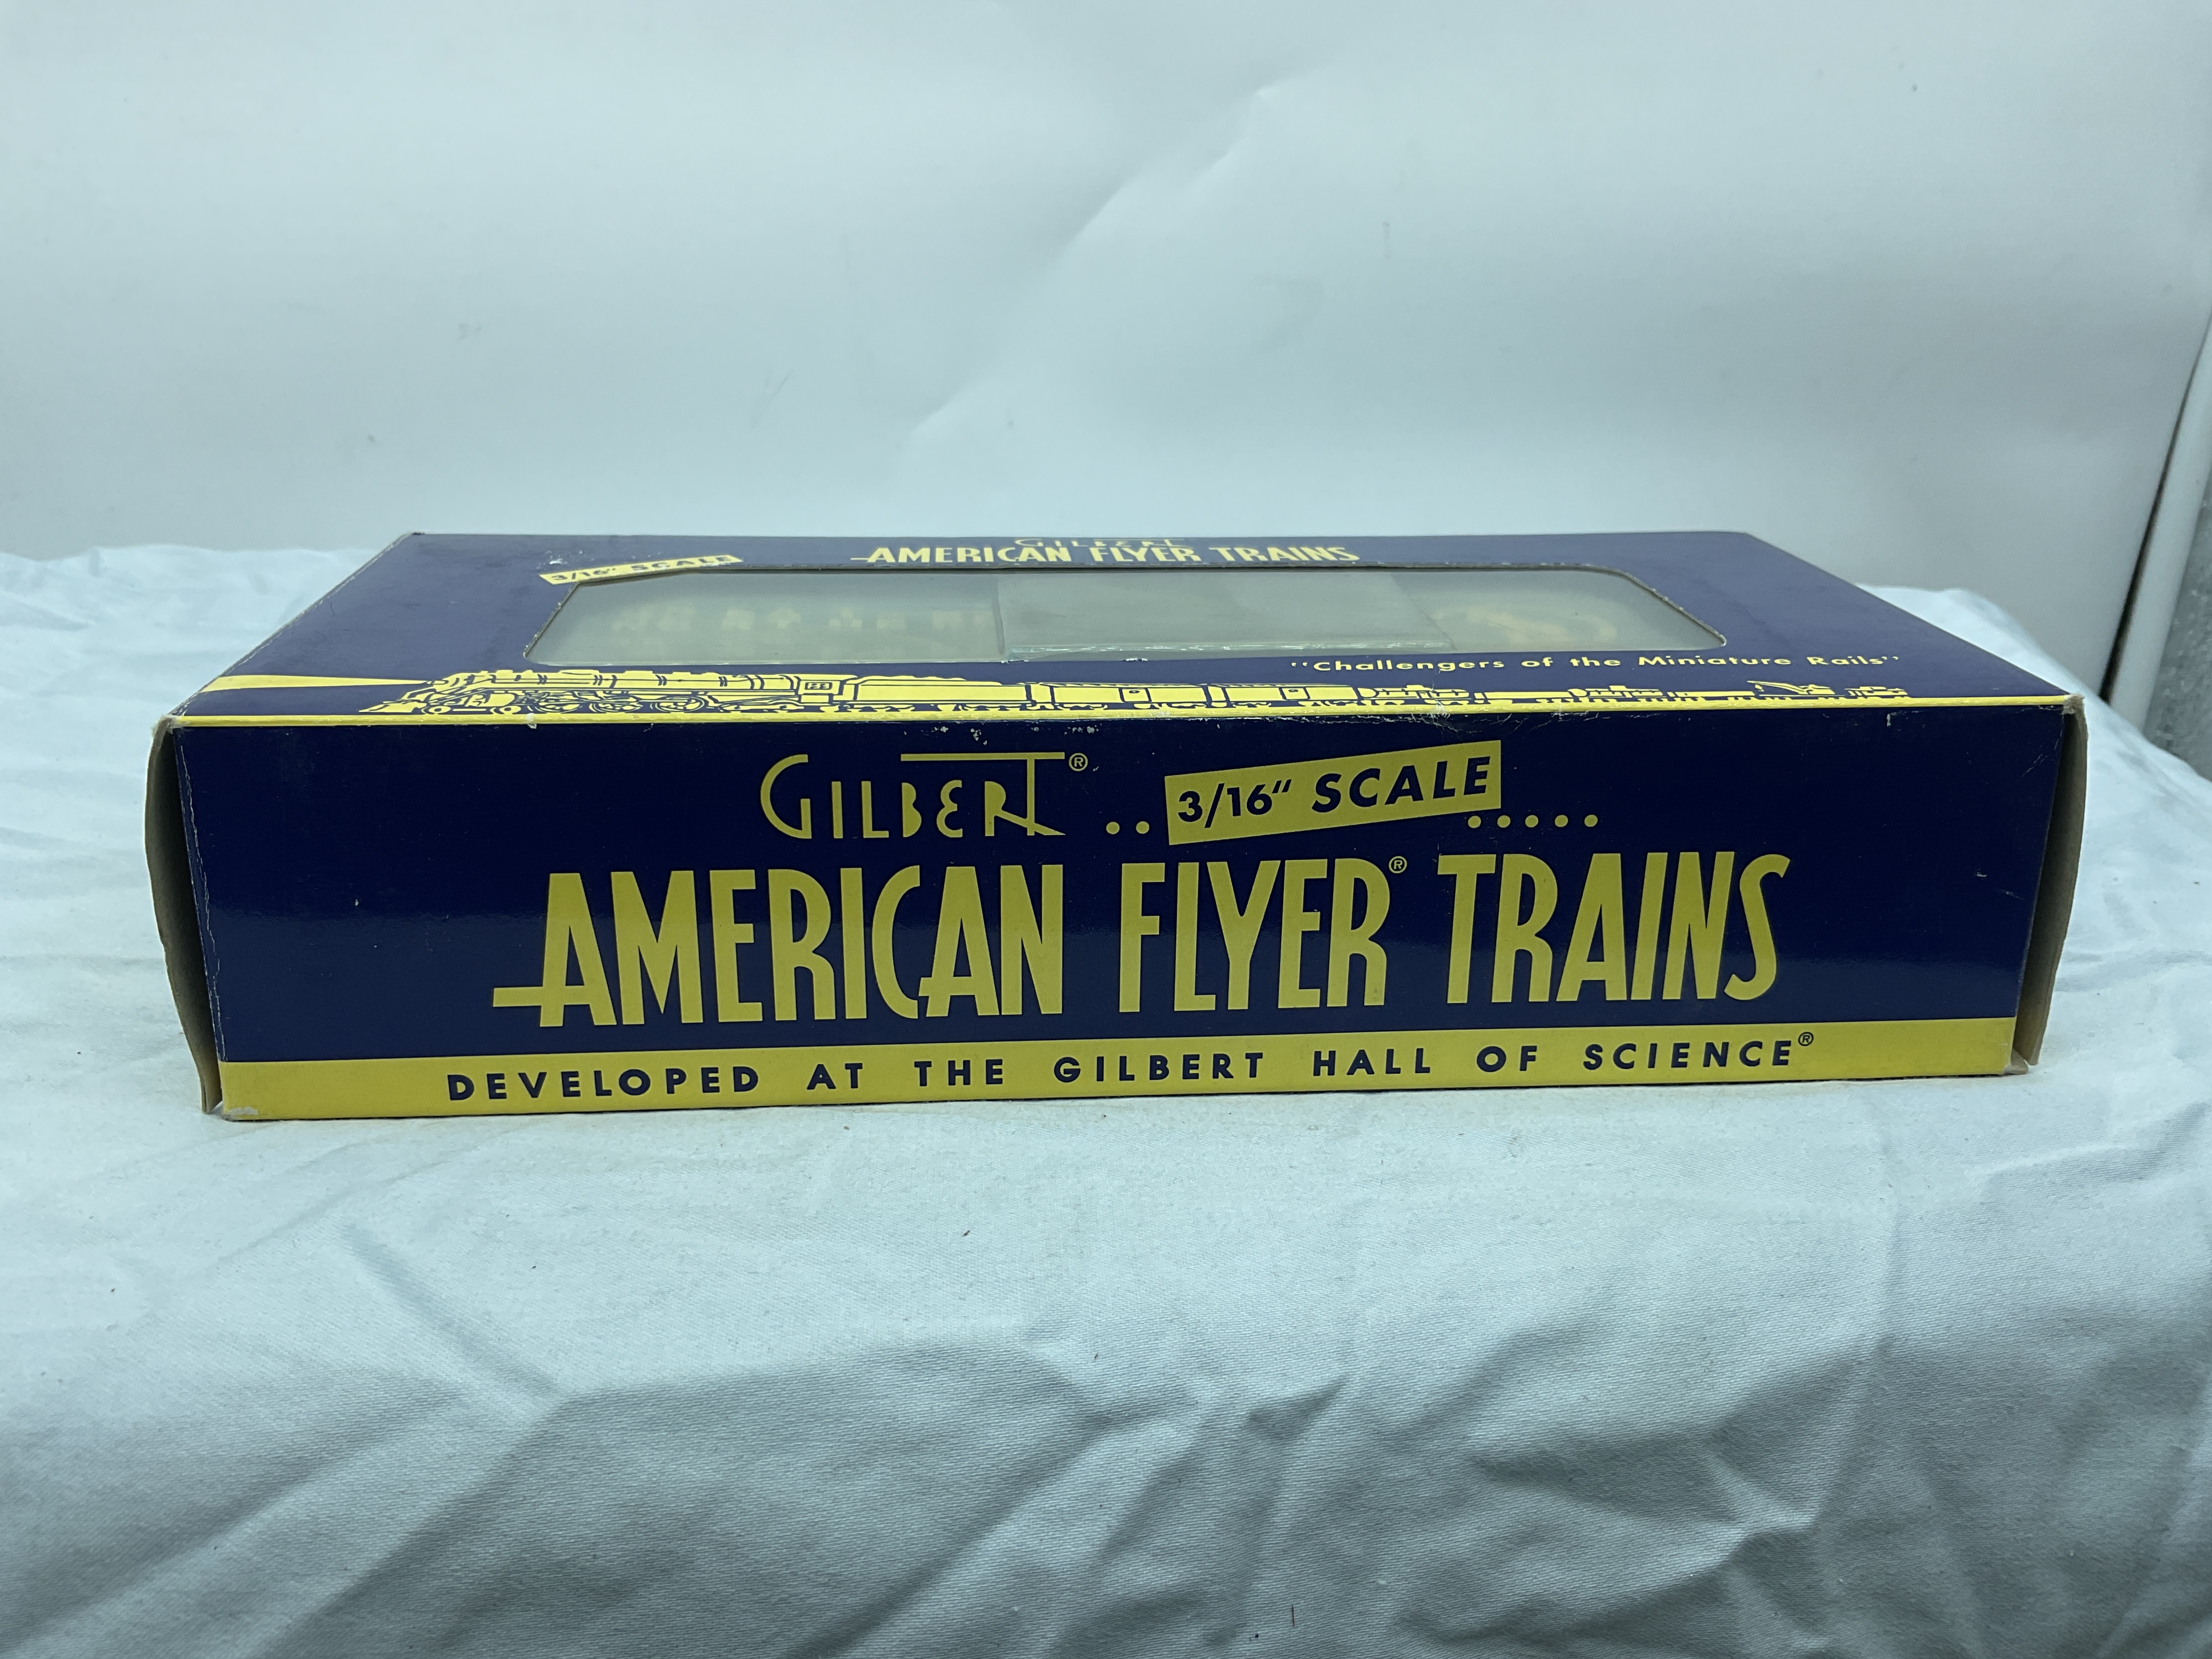 GILBERT
AMERICAN FLYER TRAINS
3/16" SCALE
"Challengers of the Miniature Rails"
GILBERT® .. 3/16" SCALE .....
AMERICAN FLYER® TRAINS
DEVELOPED AT THE GILBERT HALL OF SCIENCE®